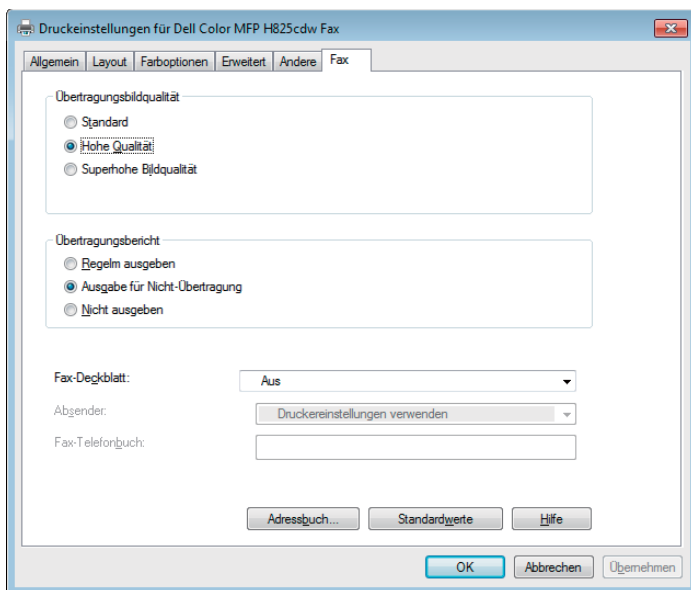 Druckeinstellungen für Dell Color MFP H825cdw Fax
Allgemein Layout Farboptionen Erweitert Andere Fax
Übertragungsbildqualität
Standard
Hohe Qualität
Superhohe Bildqualität
Übertragungsbericht
Regelm ausgeben
Ausgabe für Nicht-Übertragung
Nicht ausgeben
Fax-Deckblatt: Aus
Absender: Druckereinstellungen verwenden
Fax-Telefonbuch:
Adressbuch... Standardwerte Hilfe
OK Abbrechen Übernehmen